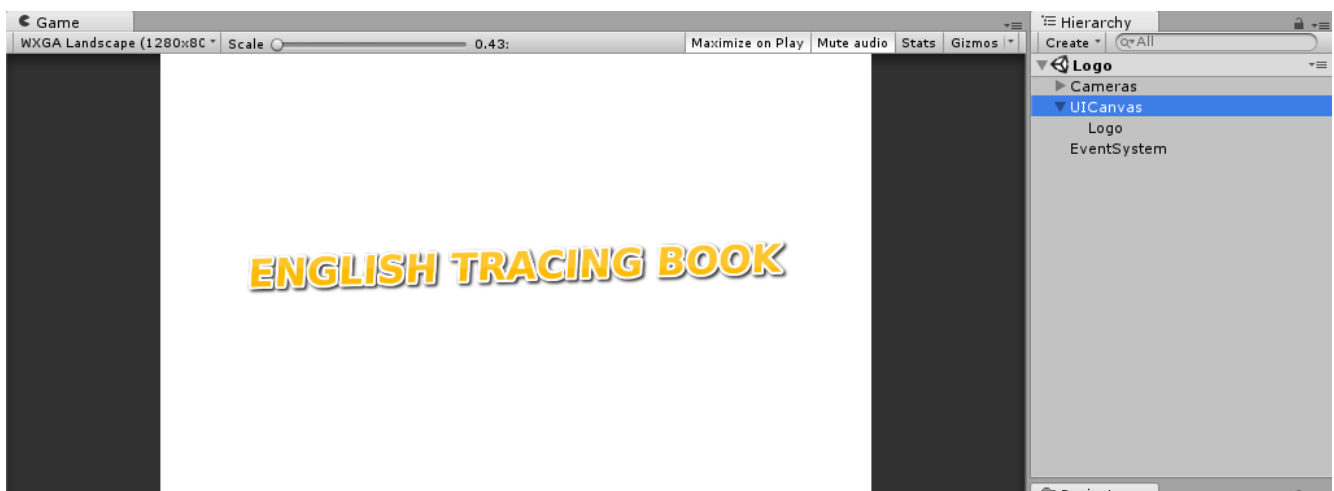 Game
Hierarchy
WXGA Landscape (1280x80 Scale 0.43: Maximize on Play Mute audio Stats Gizmos
Create All
Logo
Cameras
UICanvas
Logo
EventSystem
ENGLISH TRACING BOOK